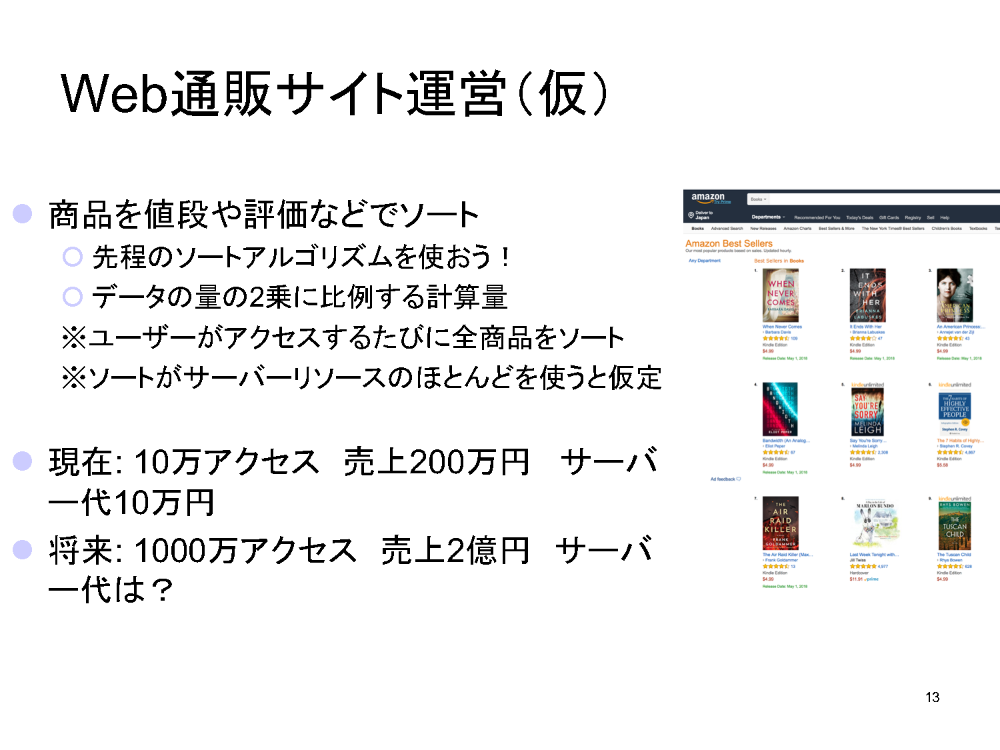 Web通販サイト運営（仮）
商品を値段や評価などでソート
先程のソートアルゴリズムを使おう！
データの量の2乗に比例する計算量
※ユーザーがアクセスするたびに全商品をソート
※ソートがサーバーリソースのほとんどを使うと仮定
現在: 10万アクセス　売上200万円　サーバ
ー代10万円
将来: 1000万アクセス　売上2億円　サーバ
ー代は？
amazon
Try Prime
Books
Deliver to
Japan
Departments
Recommended For You Today's Deals Gift Cards Registry Sell Help
Books Advanced Search New Releases Amazon Charts Best Sellers & More The New York Times® Best Sellers Children's Books Textbooks
Amazon Best Sellers
Our most popular products based on sales. Updated hourly.
Any Department
Best Sellers in Books
1. 2. 3.
WHEN NEVER COMES
BARBARA DAVIS
IT ENDS WITH HER
BRIANNA LABUSKES
AMERICAN PRINCESS
When Never Comes
› Barbara Davis
109
Kindle Edition
$4.99
Release Date: May 1, 2018
It Ends With Her
› Brianna Labuskes
47
Kindle Edition
$4.99
Release Date: May 1, 2018
An American Princess:...
› Annejet van der Zijl
43
Kindle Edition
$4.99
Release Date: May 1, 2018
4. 5. kindleunlimited 6. kindleunlimited
BANDWIDTH
ELIOT PEPER
SAY YOU'RE SORRY
MELINDA LEIGH
THE 7 HABITS OF HIGHLY EFFECTIVE PEOPLE
Stephen R. Covey
Bandwidth (An Analog...
› Eliot Peper
67
Kindle Edition
$4.99
Release Date: May 1, 2018
Say You're Sorry...
› Melinda Leigh
2,308
Kindle Edition
$4.99
The 7 Habits of Highly...
› Stephen R. Covey
4,867
Kindle Edition
$5.58
Ad feedback
7. 8. 9. kindleunlimited
THE AIR RAID KILLER
FRANK GOLDAMMER
MARLON BUNDO
RHYS BOWEN
THE TUSCAN CHILD
The Air Raid Killer (Max...
› Frank Goldammer
13
Kindle Edition
$4.99
Release Date: May 1, 2018
Last Week Tonight with...
Jill Twiss
4,977
Hardcover
$11.91 prime
The Tuscan Child
› Rhys Bowen
628
Kindle Edition
$4.99
13